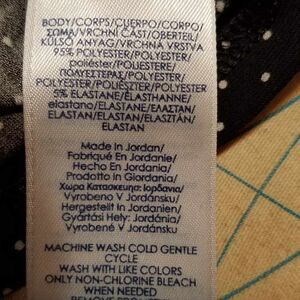 BODY/CORPS/CUERPO/CORPO/
ΣΩΜΑ/VRCHNÍ ČÁST/OBERTEIL/
KÜLSŐ ANYAG/VRCHNA VRSTVA
95% POLYESTER/POLYESTER/
poliéster/POLIESTERE/
ΠΟΛΥΕΣΤΕΡΑΣ/POLYESTER/
POLYESTER/POLIÉSZTER/POLYESTER
5% ELASTANE/ÉLASTHANNE/
elastano/ELASTANE/ΕΛΑΣΤΑΝ/
ELASTAN/ELASTAN/ELASZTÁN/
ELASTAN
Made In Jordan/
Fabriqué En Jordanie/
Hecho En Jordania/
Prodotto in Giordania/
Χωρα Κατασκευης: Ιορδανια/
Vyrobeno V Jordánsku/
Hergestellt in Jordanien/
Gyártási Hely: Jordánia/
Vyrobené V Jordánsku
MACHINE WASH COLD GENTLE
CYCLE
WASH WITH LIKE COLORS
ONLY NON-CHLORINE BLEACH
WHEN NEEDED